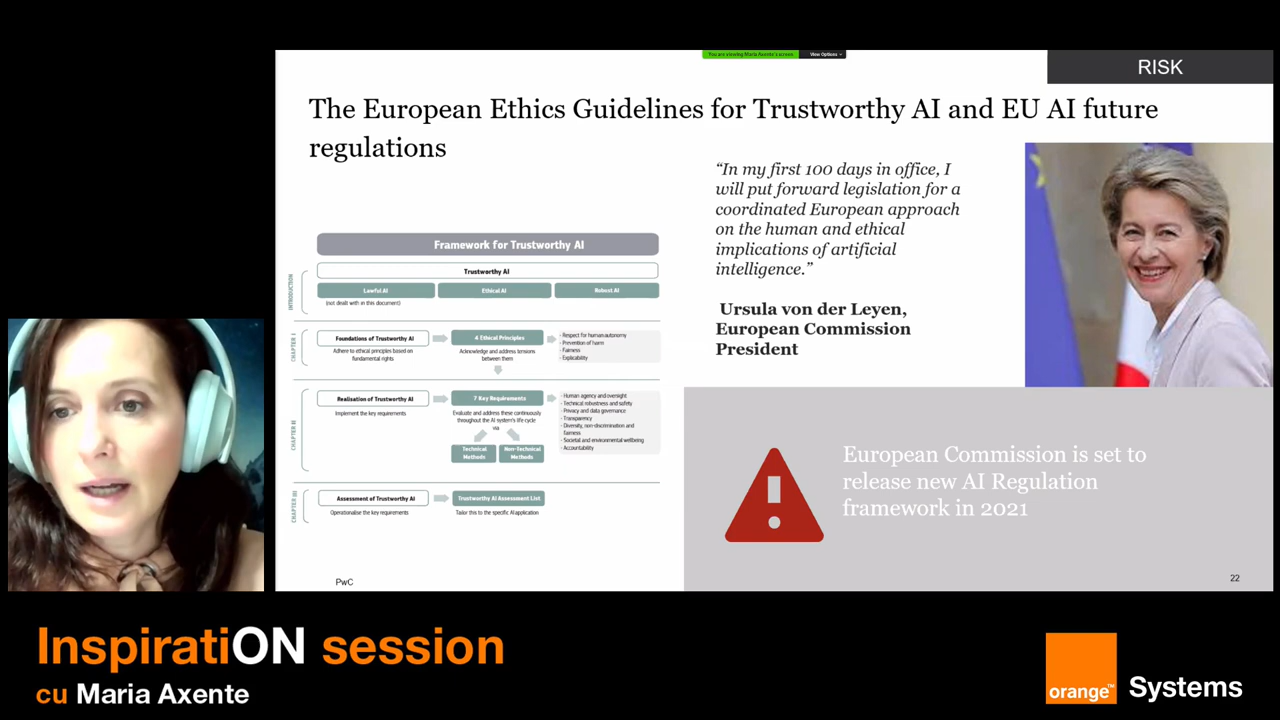 You are viewing Maria Axente's screen
View Options
RISK
The European Ethics Guidelines for Trustworthy AI and EU AI future
regulations
“In my first 100 days in office, I
will put forward legislation for a
coordinated European approach
on the human and ethical
implications of artificial
intelligence.”
Ursula von der Leyen,
European Commission
President
Framework for Trustworthy AI
INTRODUCTION
Trustworthy AI
Lawful AI
Ethical AI
Robust AI
(not dealt with in this document)
CHAPTER I
Foundations of Trustworthy AI
4 Ethical Principles
Adhere to ethical principles based on
fundamental rights
Acknowledge and address tensions
between them
· Respect for human autonomy
· Prevention of harm
· Fairness
· Explicability
CHAPTER II
Realisation of Trustworthy AI
7 Key Requirements
Implement the key requirements
Evaluate and address these continuously
throughout the AI system's life cycle
via
Technical
Methods
Non-Technical
Methods
· Human agency and oversight
· Technical robustness and safety
· Privacy and data governance
· Transparency
· Diversity, non-discrimination and
fairness
· Societal and environmental wellbeing
· Accountability
CHAPTER III
Assessment of Trustworthy AI
Trustworthy AI Assessment List
Operationalise the key requirements
Tailor this to the specific AI application
European Commission is set to
release new AI Regulation
framework in 2021
PwC
22
InspiratiON session
cu Maria Axente
orange™
Systems